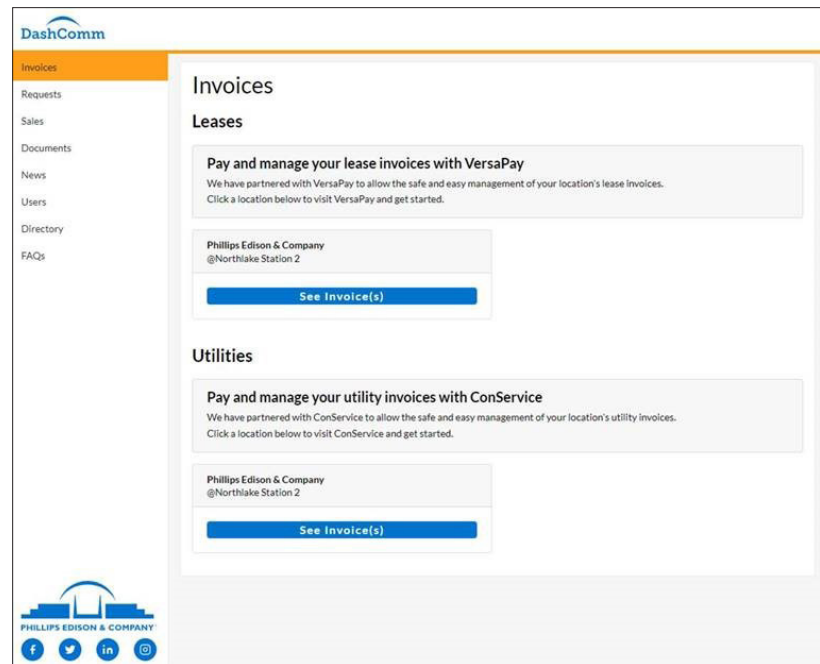 DashComm
Invoices
Requests
Sales
Documents
News
Users
Directory
FAQs
Invoices
Leases
Pay and manage your lease invoices with VersaPay
We have partnered with VersaPay to allow the safe and easy management of your location's lease invoices.
Click a location below to visit VersaPay and get started.
Phillips Edison & Company
@Northlake Station 2
See Invoice(s)
Utilities
Pay and manage your utility invoices with ConService
We have partnered with ConService to allow the safe and easy management of your location's utility invoices.
Click a location below to visit ConService and get started.
Phillips Edison & Company
@Northlake Station 2
See Invoice(s)
PHILLIPS EDISON & COMPANY